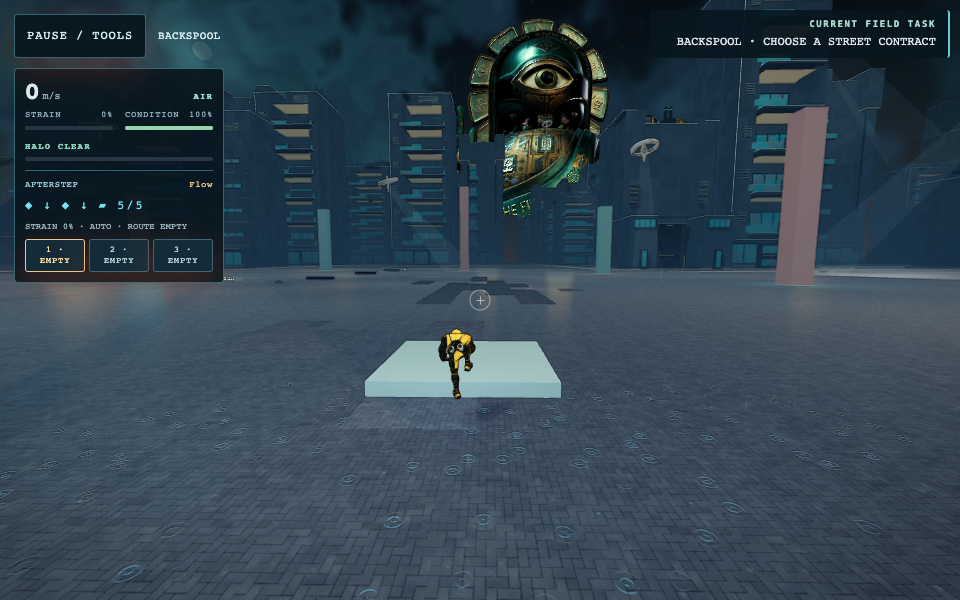 PAUSE / TOOLS
BACKSPOOL
CURRENT FIELD TASK
BACKSPOOL · CHOOSE A STREET CONTRACT
0 m/s
AIR
STRAIN 0% CONDITION 100%
HALO CLEAR
AFTERSTEP Flow
◆ ↓ ◆ ↓ ▰ 5/5
STRAIN 0% · AUTO · ROUTE EMPTY
1 · EMPTY
2 · EMPTY
3 · EMPTY